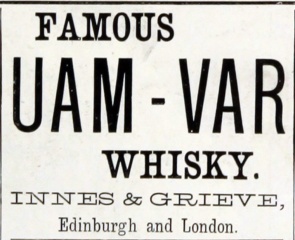 FAMOUS
UAM-VAR
WHISKY.
INNES & GRIEVE,
Edinburgh and London.